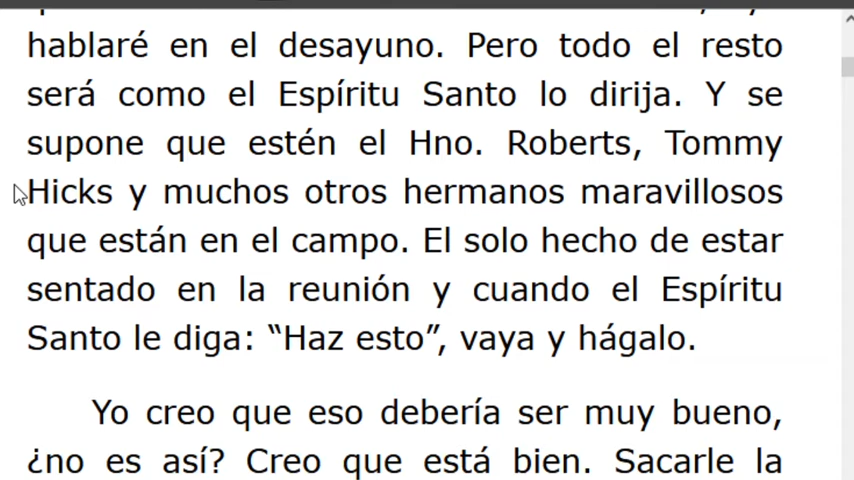 hablaré en el desayuno. Pero todo el resto
será como el Espíritu Santo lo dirija. Y se
supone que estén el Hno. Roberts, Tommy
Hicks y muchos otros hermanos maravillosos
que están en el campo. El solo hecho de estar
sentado en la reunión y cuando el Espíritu
Santo le diga: “Haz esto”, vaya y hágalo.
Yo creo que eso debería ser muy bueno,
¿no es así? Creo que está bien. Sacarle la